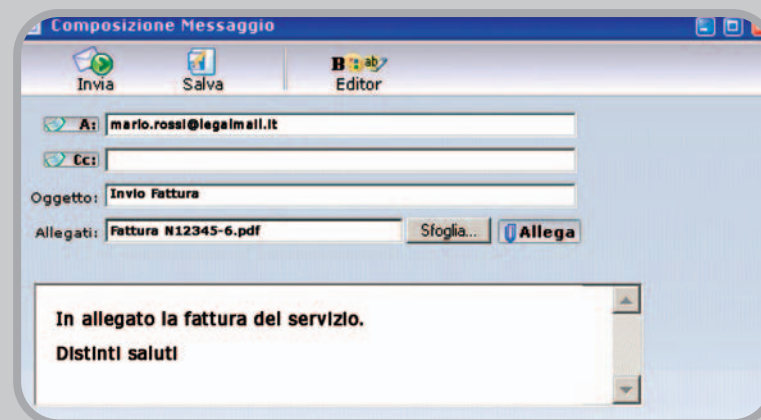 Composizione Messaggio
Invia Salva Editor
A: mario.rossi@legalmail.it
Cc:
Oggetto: Invio Fattura
Allegati: Fattura N12345-6.pdf Sfoglia... Allega
In allegato la fattura del servizio.
Distinti saluti